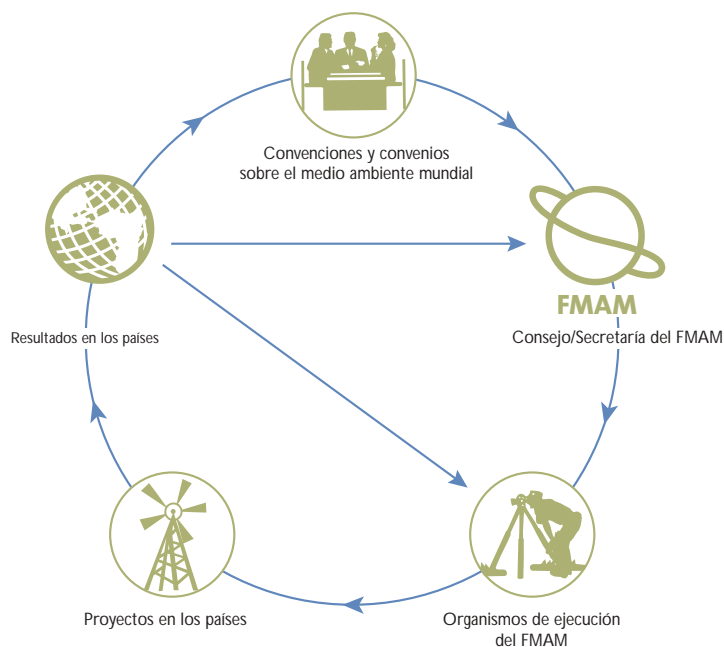 Convenciones y convenios
sobre el medio ambiente mundial
FMAM
Consejo/Secretaría del FMAM
Resultados en los países
Proyectos en los países
Organismos de ejecución
del FMAM